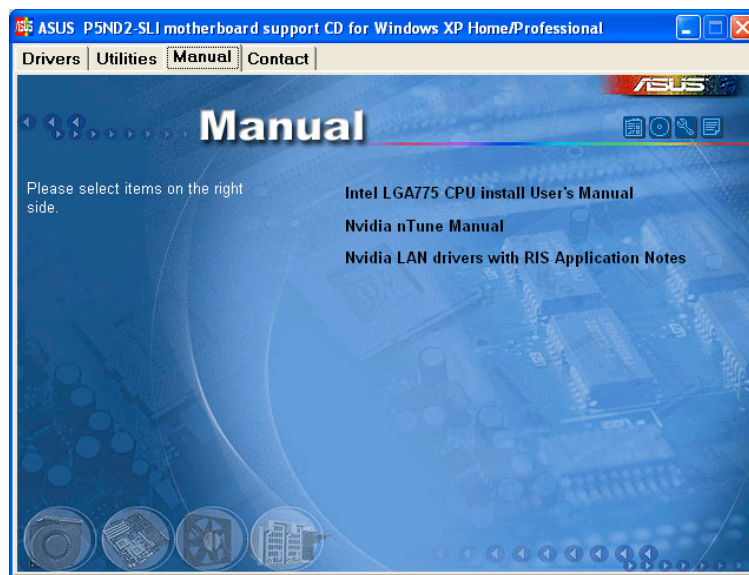 ASUS P5ND2-SLI motherboard support CD for Windows XP Home/Professional
Drivers Utilities Manual Contact
ASUS
Manual
Please select items on the right
side.
Intel LGA775 CPU install User's Manual
Nvidia nTune Manual
Nvidia LAN drivers with RIS Application Notes